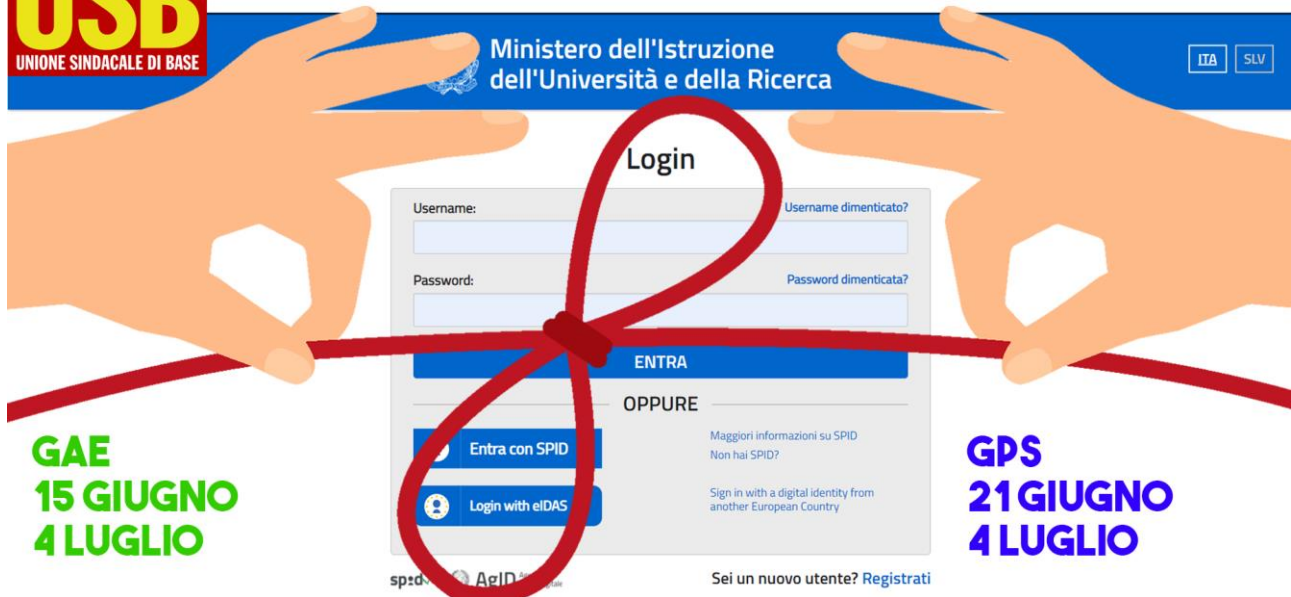 USB
UNIONE SINDACALE DI BASE
Ministero dell'Istruzione
dell'Università e della Ricerca
ITA
SLV
Login
Username:
Username dimenticato?
Password:
Password dimenticata?
ENTRA
OPPURE
Entra con SPID
Maggiori informazioni su SPID
Non hai SPID?
Login with eIDAS
Sign in with a digital identity from
another European Country
GAE
15 GIUGNO
4 LUGLIO
GPS
21 GIUGNO
4 LUGLIO
sp:d
AgID
Sei un nuovo utente? Registrati